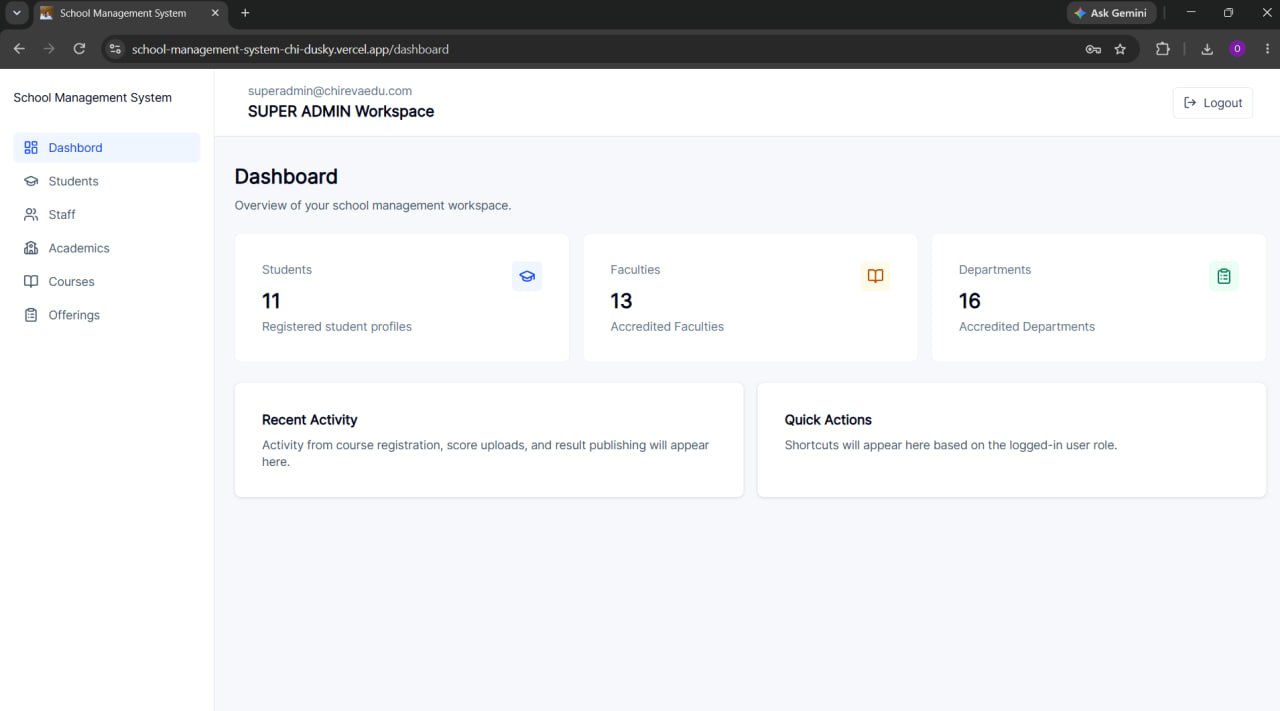 School Management System
Ask Gemini
school-management-system-chi-dusky.vercel.app/dashboard
O
School Management System
superadmin@chirevaedu.com
SUPER ADMIN Workspace
Logout
Dashbord
Students
Staff
Academics
Courses
Offerings
Dashboard
Overview of your school management workspace.
Students
11
Registered student profiles
Faculties
13
Accredited Faculties
Departments
16
Accredited Departments
Recent Activity
Activity from course registration, score uploads, and result publishing will appear
here.
Quick Actions
Shortcuts will appear here based on the logged-in user role.